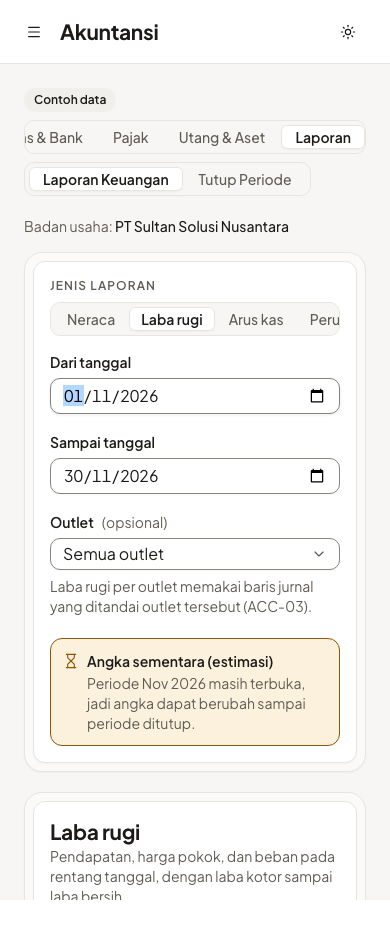 Akuntansi
Contoh data
s & Bank Pajak Utang & Aset Laporan
Laporan Keuangan Tutup Periode
Badan usaha: PT Sultan Solusi Nusantara
JENIS LAPORAN
Neraca Laba rugi Arus kas Peru
Dari tanggal
01/11/2026
Sampai tanggal
30/11/2026
Outlet (opsional)
Semua outlet
Laba rugi per outlet memakai baris jurnal
yang ditandai outlet tersebut (ACC-03).
Angka sementara (estimasi)
Periode Nov 2026 masih terbuka,
jadi angka dapat berubah sampai
periode ditutup.
Laba rugi
Pendapatan, harga pokok, dan beban pada
rentang tanggal, dengan laba kotor sampai
laba bersih